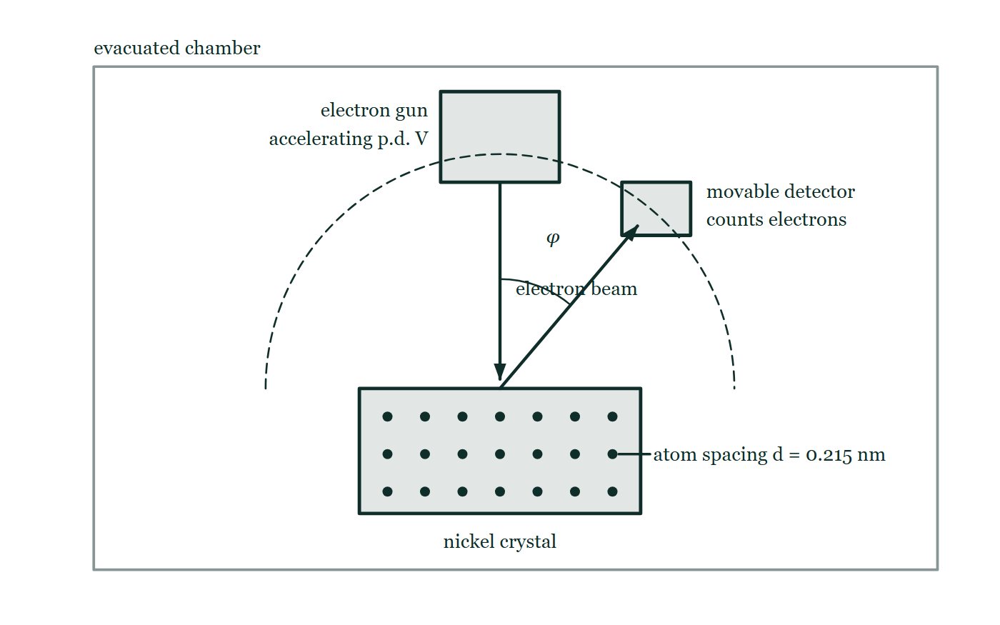 evacuated chamber
electron gun
accelerating p.d. V
movable detector
counts electrons
φ
electron beam
atom spacing d = 0.215 nm
nickel crystal